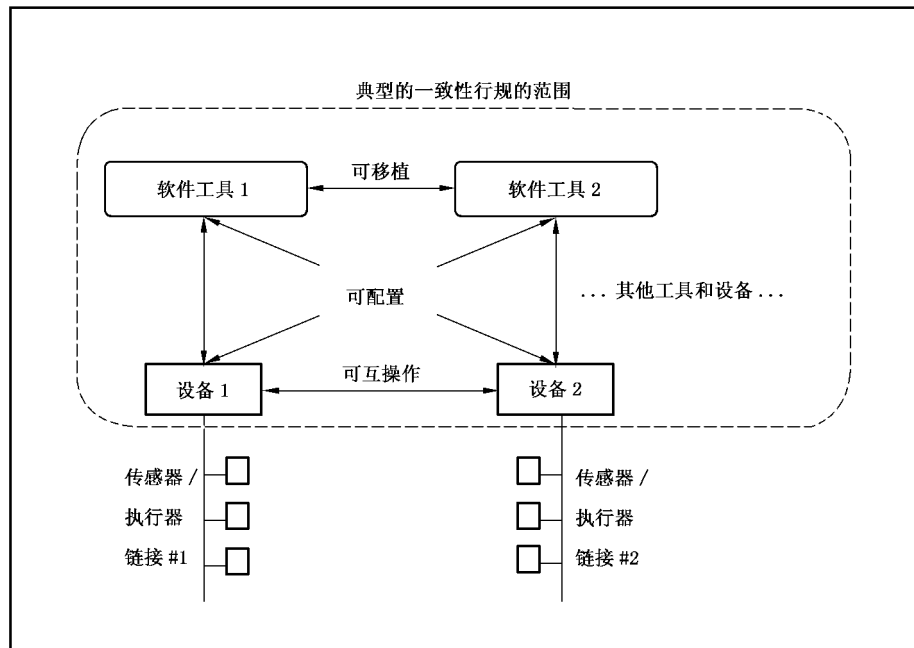 典型的一致性行规的范围
软件工具 1
可移植
软件工具 2
可配置
... 其他工具和设备 ...
设备 1
可互操作
设备 2
传感器 /
执行器
链接 #1
传感器 /
执行器
链接 #2